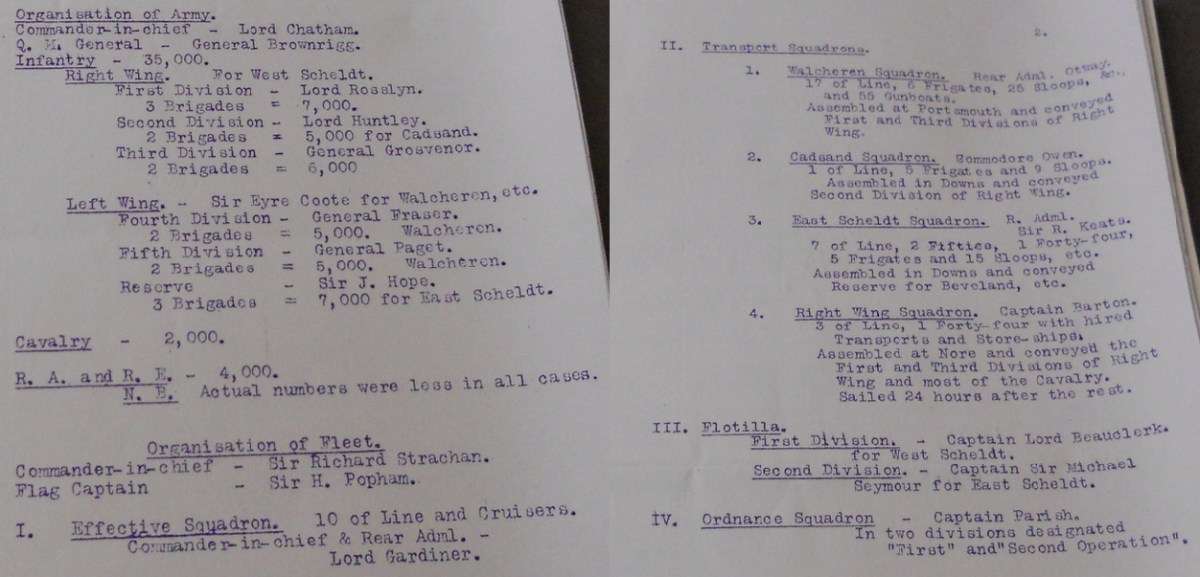 Organisation of Army.
Commander-in-chief - Lord Chatham.
Q. M. General - General Brownrigg.
Infantry - 35,000.
Right Wing. For West Scheldt.
First Division - Lord Rosslyn.
3 Brigades = 7,000.
Second Division - Lord Huntley.
2 Brigades = 5,000 for Cadsand.
Third Division - General Grosvenor.
2 Brigades = 6,000
Left Wing. - Sir Eyre Coote for Walcheren, etc.
Fourth Division - General Fraser.
2 Brigades = 5,000. Walcheren.
Fifth Division - General Paget.
2 Brigades = 5,000. Walcheren.
Reserve - Sir J. Hope.
3 Brigades = 7,000 for East Scheldt.
Cavalry - 2,000.
R. A. and R. E. - 4,000.
N. B. Actual numbers were less in all cases.
Organisation of Fleet.
Commander-in-chief - Sir Richard Strachan.
Flag Captain - Sir H. Popham.
I. Effective Squadron. 10 of Line and Cruisers.
Commander-in-chief & Rear Adml. -
Lord Gardiner.
2.
II. Transport Squadrons.
1. Walcheren Squadron. Rear Adml. Otway.
17 of Line, 6 Frigates, 25 Sloops, &c.,
and 55 Gunboats.
Assembled at Portsmouth and conveyed
First and Third Divisions of Right
Wing.
2. Cadsand Squadron. Commodore Owen.
1 of Line, 5 Frigates and 9 Sloops.
Assembled in Downs and conveyed
Second Division of Right Wing.
3. East Scheldt Squadron. R. Adml.
Sir R. Keats.
7 of Line, 2 Fifties, 1 Forty-four,
5 Frigates and 15 Sloops, etc.
Assembled in Downs and conveyed
Reserve for Beveland, etc.
4. Right Wing Squadron. Captain Barton.
3 of Line, 1 Forty-four with hired
Transports and Store-ships.
Assembled at Nore and conveyed the
First and Third Divisions of Right
Wing and most of the Cavalry.
Sailed 24 hours after the rest.
III. Flotilla.
First Division. - Captain Lord Beauclerk.
for West Scheldt.
Second Division. - Captain Sir Michael
Seymour for East Scheldt.
iV. Ordnance Squadron - Captain Parish.
In two divisions designated
"First" and "Second Operation".